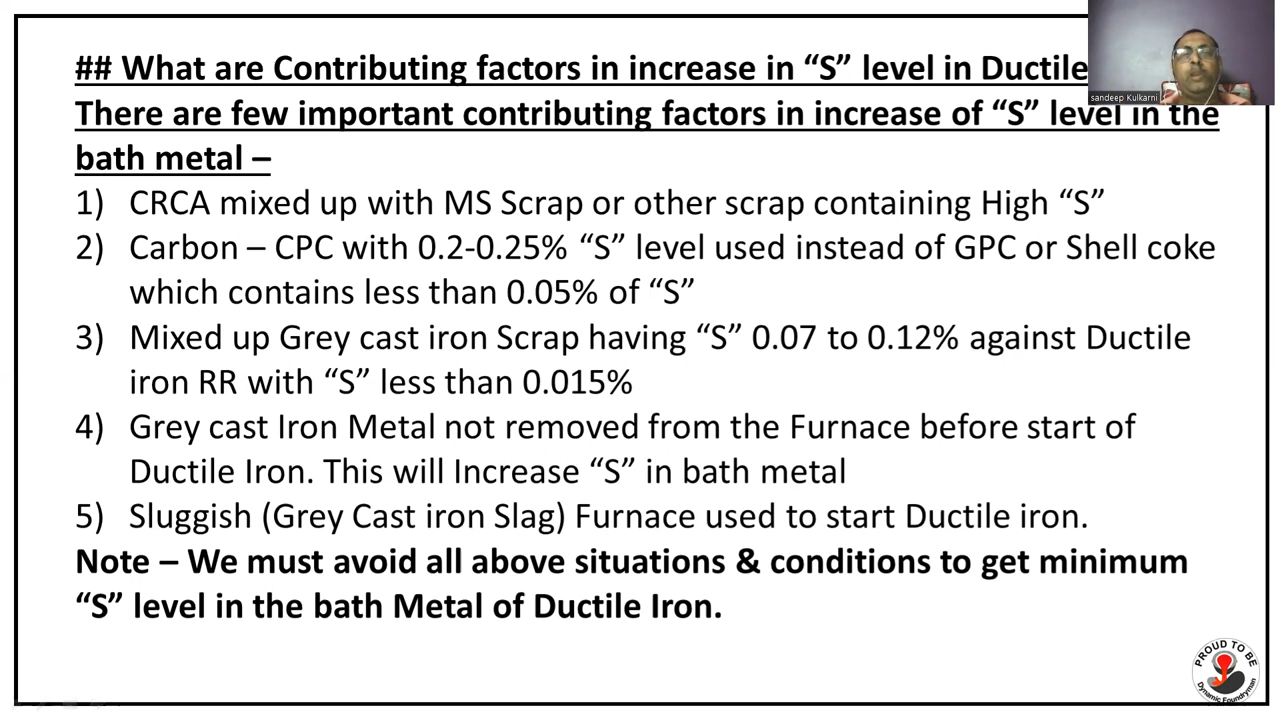 ## What are Contributing factors in increase in “S” level in Ductile
There are few important contributing factors in increase of “S” level in the
bath metal –
1) CRCA mixed up with MS Scrap or other scrap containing High “S”
2) Carbon – CPC with 0.2-0.25% “S” level used instead of GPC or Shell coke
which contains less than 0.05% of “S”
3) Mixed up Grey cast iron Scrap having “S” 0.07 to 0.12% against Ductile
iron RR with “S” less than 0.015%
4) Grey cast Iron Metal not removed from the Furnace before start of
Ductile Iron. This will Increase “S” in bath metal
5) Sluggish (Grey Cast iron Slag) Furnace used to start Ductile iron.
Note – We must avoid all above situations & conditions to get minimum
“S” level in the bath Metal of Ductile Iron.
sandeep Kulkarni
PROUD TO BE
Dynamic Foundryman